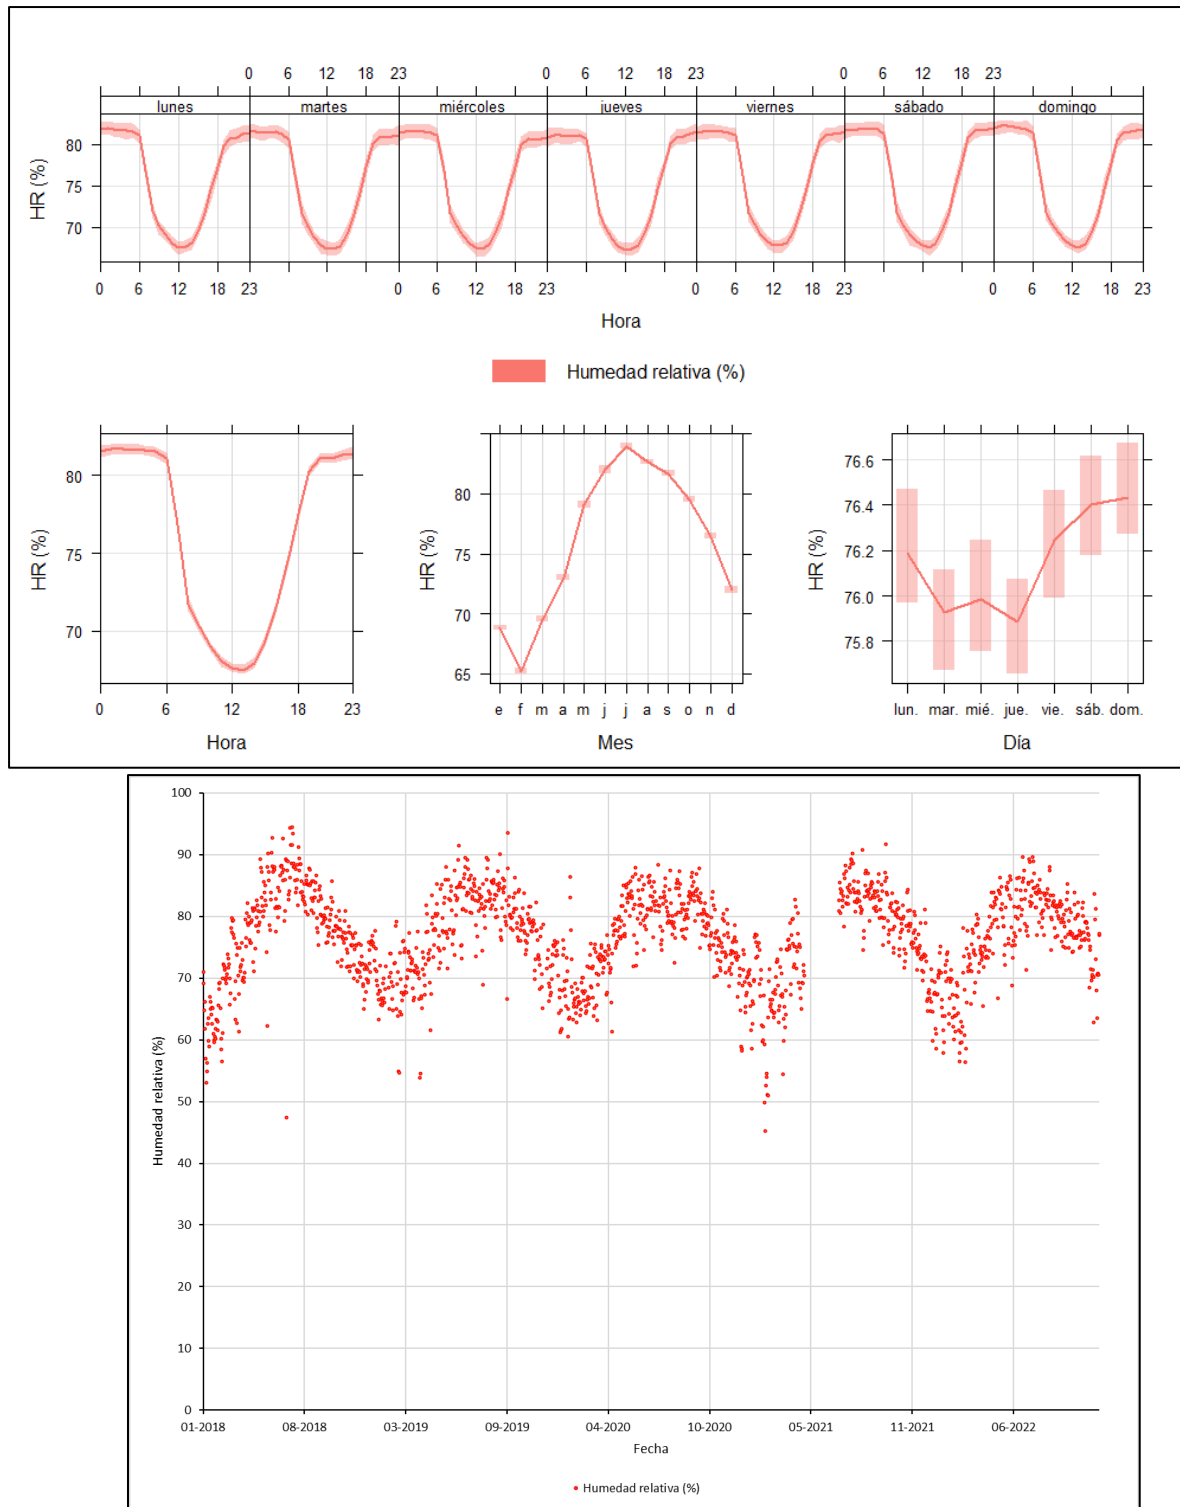 0 6 12 18 23 0 6 12 18 23 0 6 12 18 23
lunes martes miércoles jueves viernes sábado domingo
HR (%)
80
75
70
0 6 12 18 23 0 6 12 18 23 0 6 12 18 23 0 6 12 18 23
Hora
Humedad relativa (%)
HR (%)
80
75
70
0 6 12 18 23
Hora
HR (%)
80
75
70
65
e f m a m j j a s o n d
Mes
HR (%)
76.6
76.4
76.2
76.0
75.8
lun. mar. mié. jue. vie. sáb. dom.
Día
Humedad relativa (%)
100
90
80
70
60
50
40
30
20
10
0
01-2018 08-2018 03-2019 09-2019 04-2020 10-2020 05-2021 11-2021 06-2022
Fecha
Humedad relativa (%)